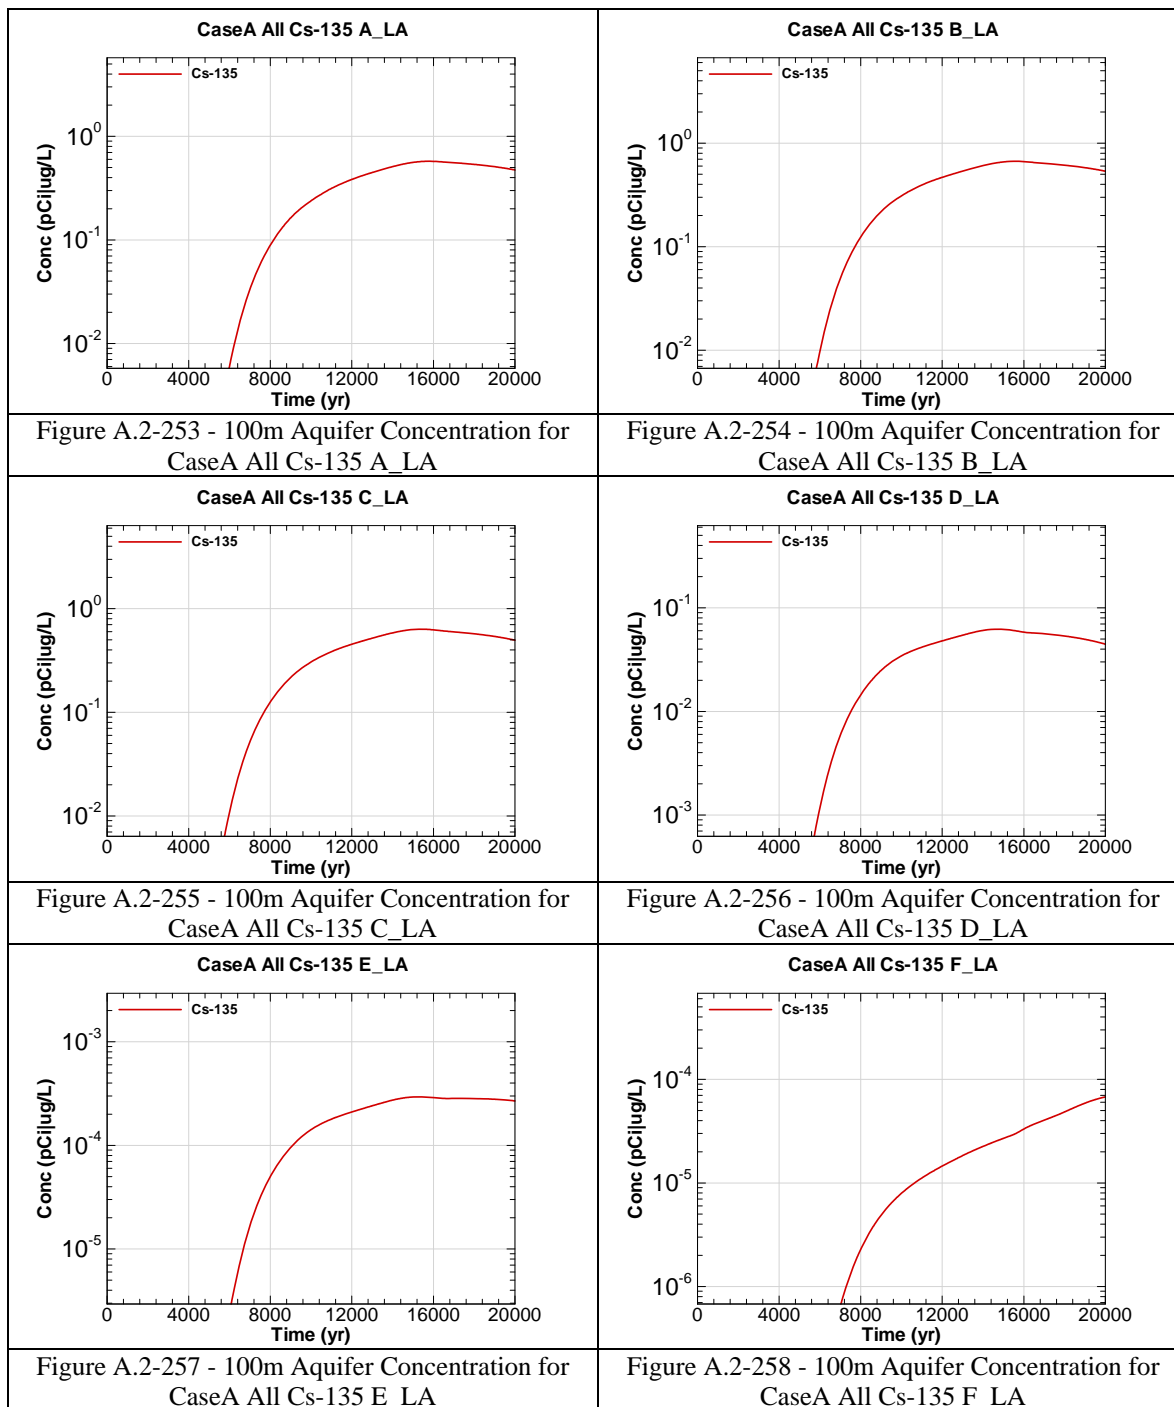 CaseA All Cs-135 A_LA
Cs-135
10^0
10^-1
10^-2
Conc (pCi|ug/L)
0 4000 8000 12000 16000 20000
Time (yr)
Figure A.2-253 - 100m Aquifer Concentration for
CaseA All Cs-135 A_LA
CaseA All Cs-135 B_LA
Cs-135
10^0
10^-1
10^-2
Conc (pCi|ug/L)
0 4000 8000 12000 16000 20000
Time (yr)
Figure A.2-254 - 100m Aquifer Concentration for
CaseA All Cs-135 B_LA
CaseA All Cs-135 C_LA
Cs-135
10^0
10^-1
10^-2
Conc (pCi|ug/L)
0 4000 8000 12000 16000 20000
Time (yr)
Figure A.2-255 - 100m Aquifer Concentration for
CaseA All Cs-135 C_LA
CaseA All Cs-135 D_LA
Cs-135
10^-1
10^-2
10^-3
Conc (pCi|ug/L)
0 4000 8000 12000 16000 20000
Time (yr)
Figure A.2-256 - 100m Aquifer Concentration for
CaseA All Cs-135 D_LA
CaseA All Cs-135 E_LA
Cs-135
10^-3
10^-4
10^-5
Conc (pCi|ug/L)
0 4000 8000 12000 16000 20000
Time (yr)
Figure A.2-257 - 100m Aquifer Concentration for
CaseA All Cs-135 E_LA
CaseA All Cs-135 F_LA
Cs-135
10^-4
10^-5
10^-6
Conc (pCi|ug/L)
0 4000 8000 12000 16000 20000
Time (yr)
Figure A.2-258 - 100m Aquifer Concentration for
CaseA All Cs-135 F_LA